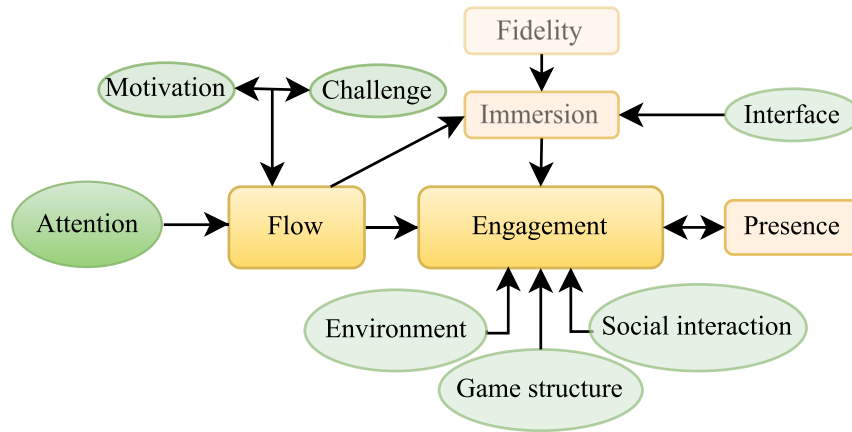 Fidelity
Motivation
Challenge
Immersion
Interface
Attention
Flow
Engagement
Presence
Environment
Social interaction
Game structure